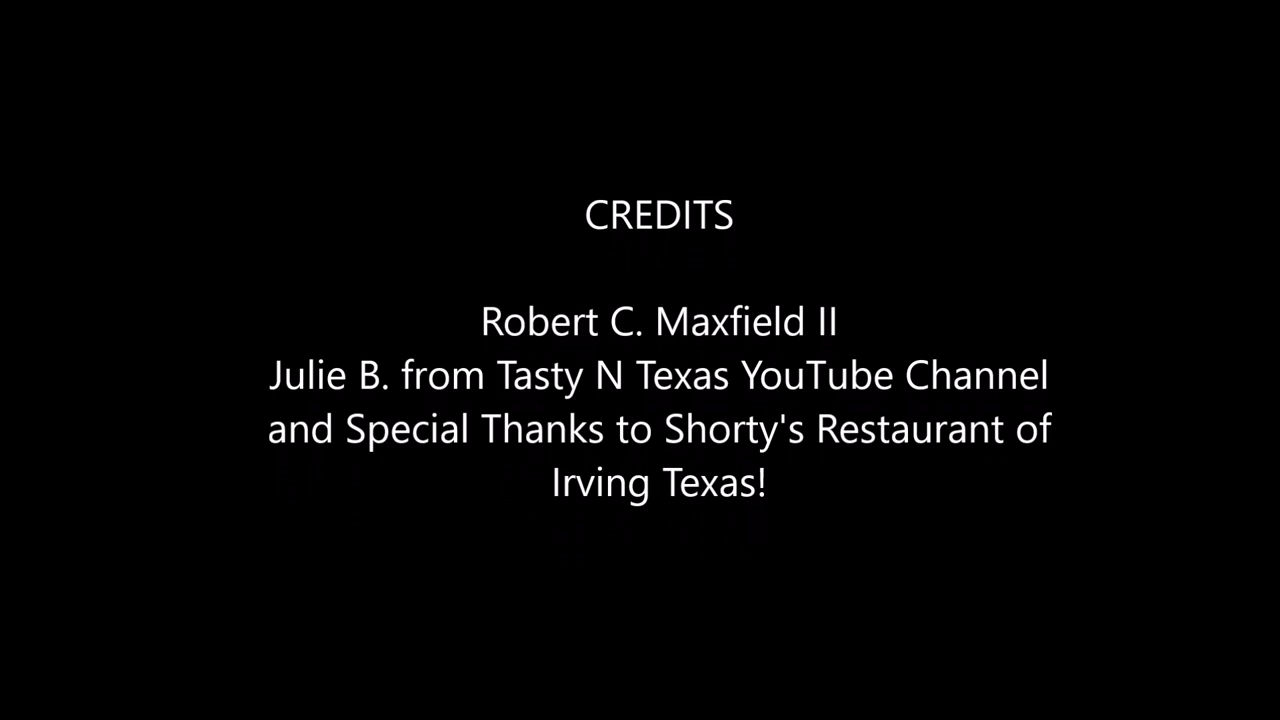 CREDITS
Robert C. Maxfield II
Julie B. from Tasty N Texas YouTube Channel
and Special Thanks to Shorty's Restaurant of
Irving Texas!